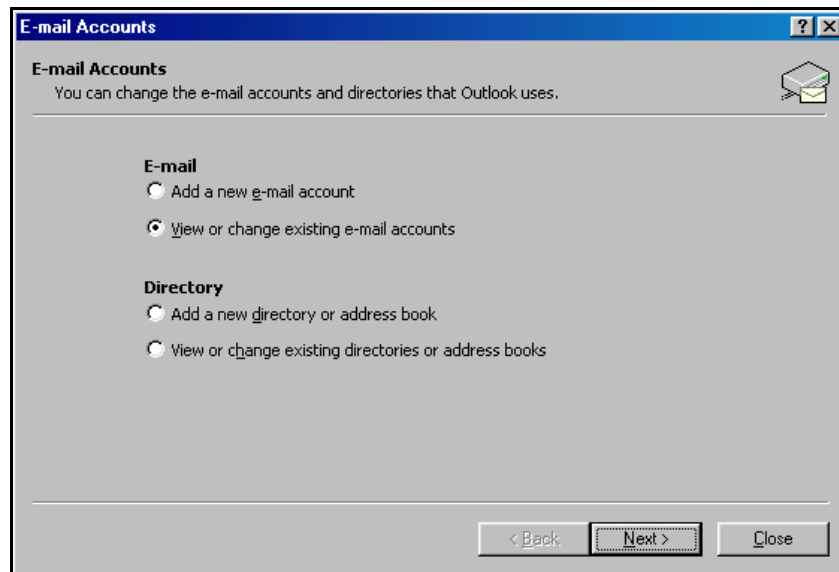 E-mail Accounts
E-mail Accounts
You can change the e-mail accounts and directories that Outlook uses.
E-mail
Add a new e-mail account
View or change existing e-mail accounts
Directory
Add a new directory or address book
View or change existing directories or address books
< Back Next > Close